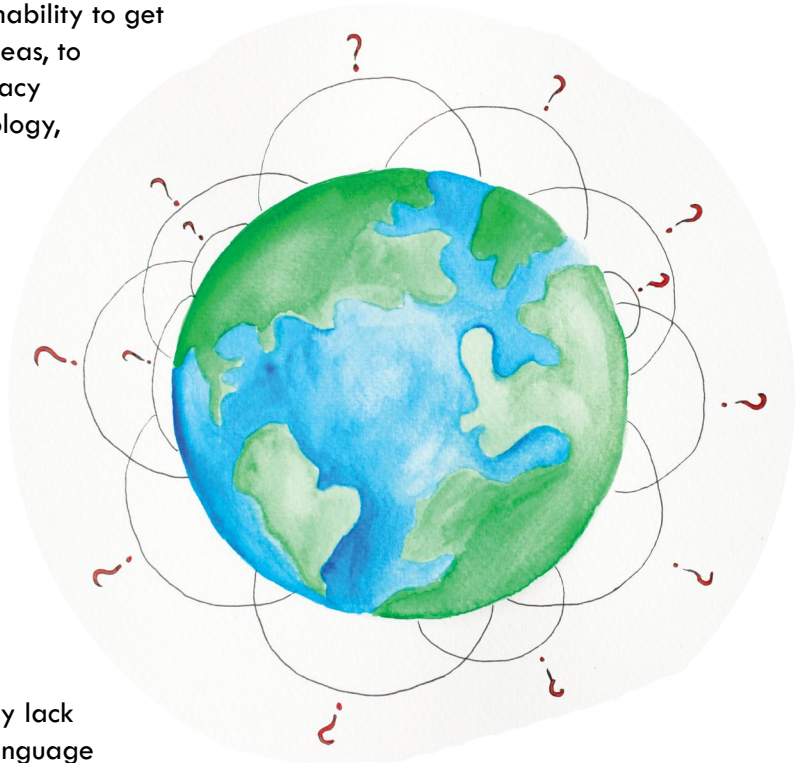 nability to get
eas, to
acy
ology,
?
?
?
?
?
?
?
?
?
?
?
?
y lack
nguage